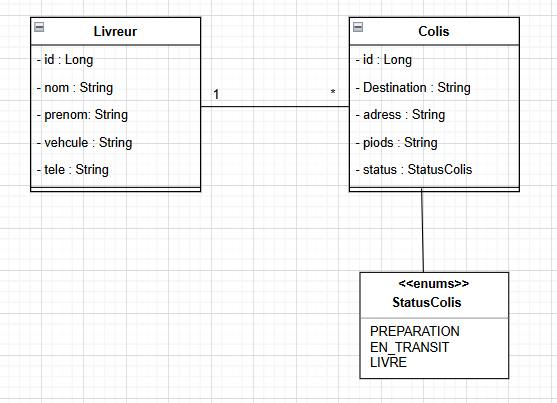 Livreur
- id : Long
- nom : String
- prenom: String
- vehcule : String
- tele : String
1
*
Colis
- id : Long
- Destination : String
- adress : String
- piods : String
- status : StatusColis
<<enums>>
StatusColis
PREPARATION
EN_TRANSIT
LIVRE